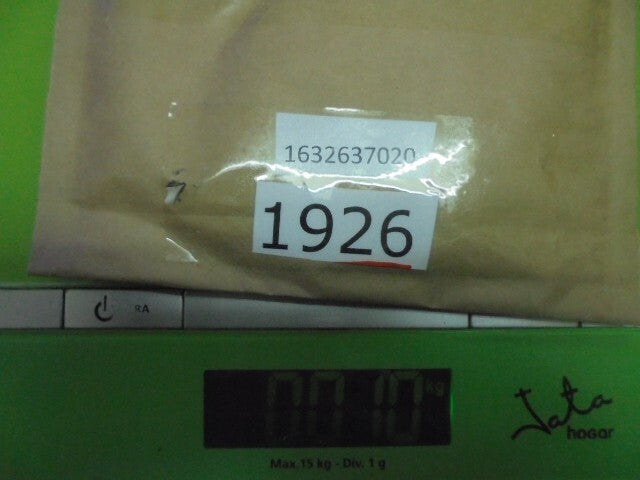 1632637020
1926
RA
kg
Jata
hogar
Max.15 kg - Div. 1 g